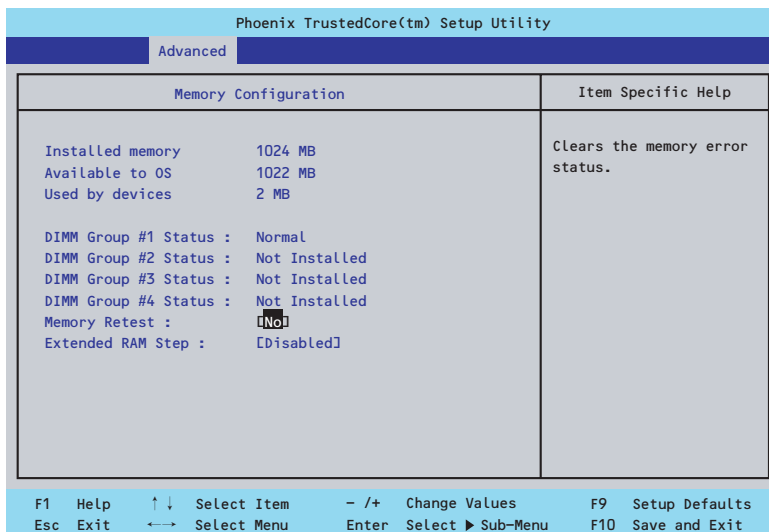 Phoenix TrustedCore(tm) Setup Utility
Advanced
Memory Configuration
Item Specific Help
Installed memory 1024 MB
Available to OS 1022 MB
Used by devices 2 MB
DIMM Group #1 Status : Normal
DIMM Group #2 Status : Not Installed
DIMM Group #3 Status : Not Installed
DIMM Group #4 Status : Not Installed
Memory Retest : [No]
Extended RAM Step : [Disabled]
Clears the memory error
status.
F1 Help ↑↓ Select Item - /+ Change Values F9 Setup Defaults
Esc Exit ←→ Select Menu Enter Select ▶ Sub-Menu F10 Save and Exit